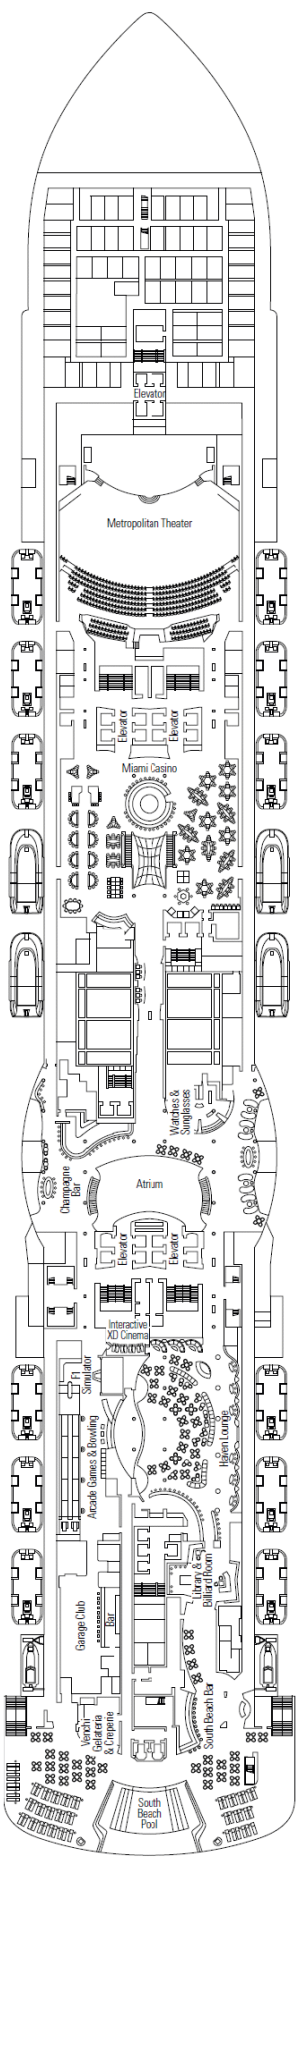 Elevator
Metropolitan Theater
Elevator
Elevator
Miami Casino
Watches &
Sunglasses
Champagne
Bar
Atrium
Elevator
Elevator
Interactive
XD Cinema
F1
Simulator
Arcade Games & Bowling
Haven Lounge
Library &
Billiard Room
Garage Club
Bar
South Beach Bar
Venchi
Gelateria
& Creperie
South
Beach
Pool